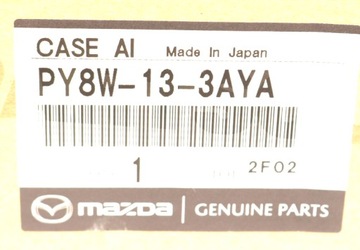 CASE AI Made In Japan
PY8W-13-3AYA
1 2F02
mazda GENUINE PARTS